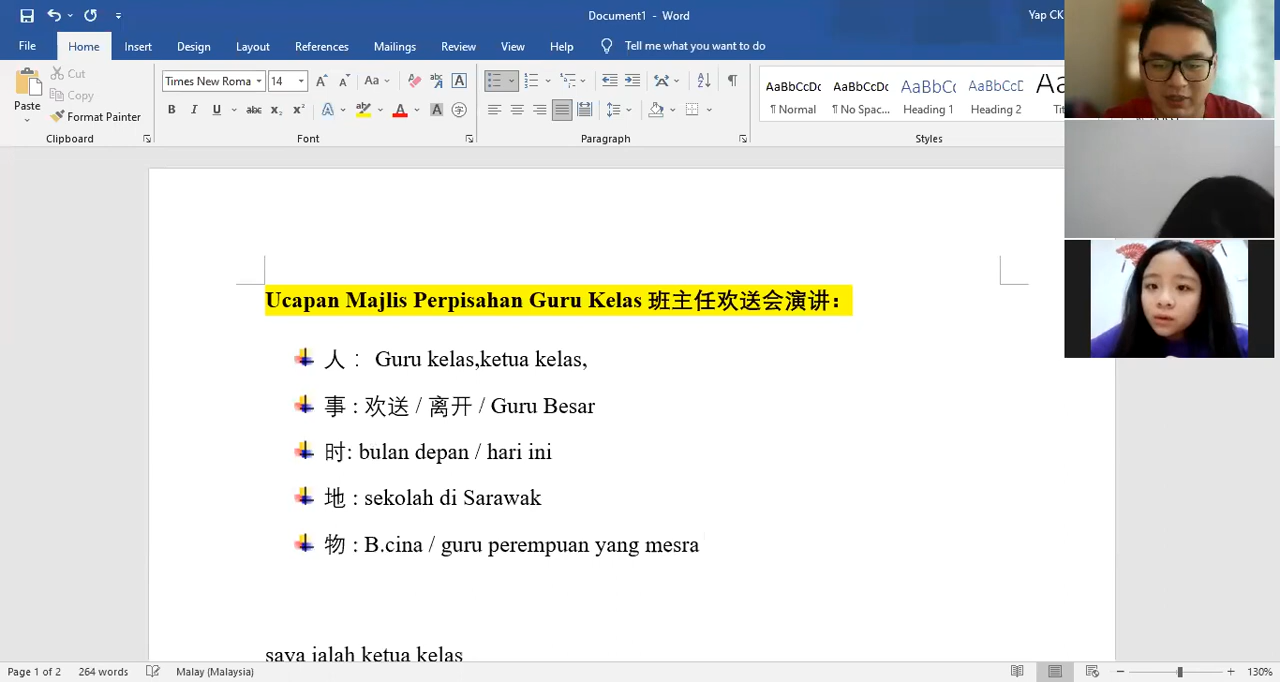 Document1 - Word
Yap CK
File Home Insert Design Layout References Mailings Review View Help Tell me what you want to do
Paste
Cut
Copy
Format Painter
Clipboard
Times New Roma 14
Font
Paragraph
AaBbCcDc AaBbCcDc AaBbC AaBbCc
¶ Normal ¶ No Spac... Heading 1 Heading 2
Styles
Ucapan Majlis Perpisahan Guru Kelas 班主任欢送会演讲：
人： Guru kelas,ketua kelas,
事 : 欢送 / 离开 / Guru Besar
时: bulan depan / hari ini
地 : sekolah di Sarawak
物 : B.cina / guru perempuan yang mesra
saya ialah ketua kelas
Page 1 of 2 264 words Malay (Malaysia) 130%